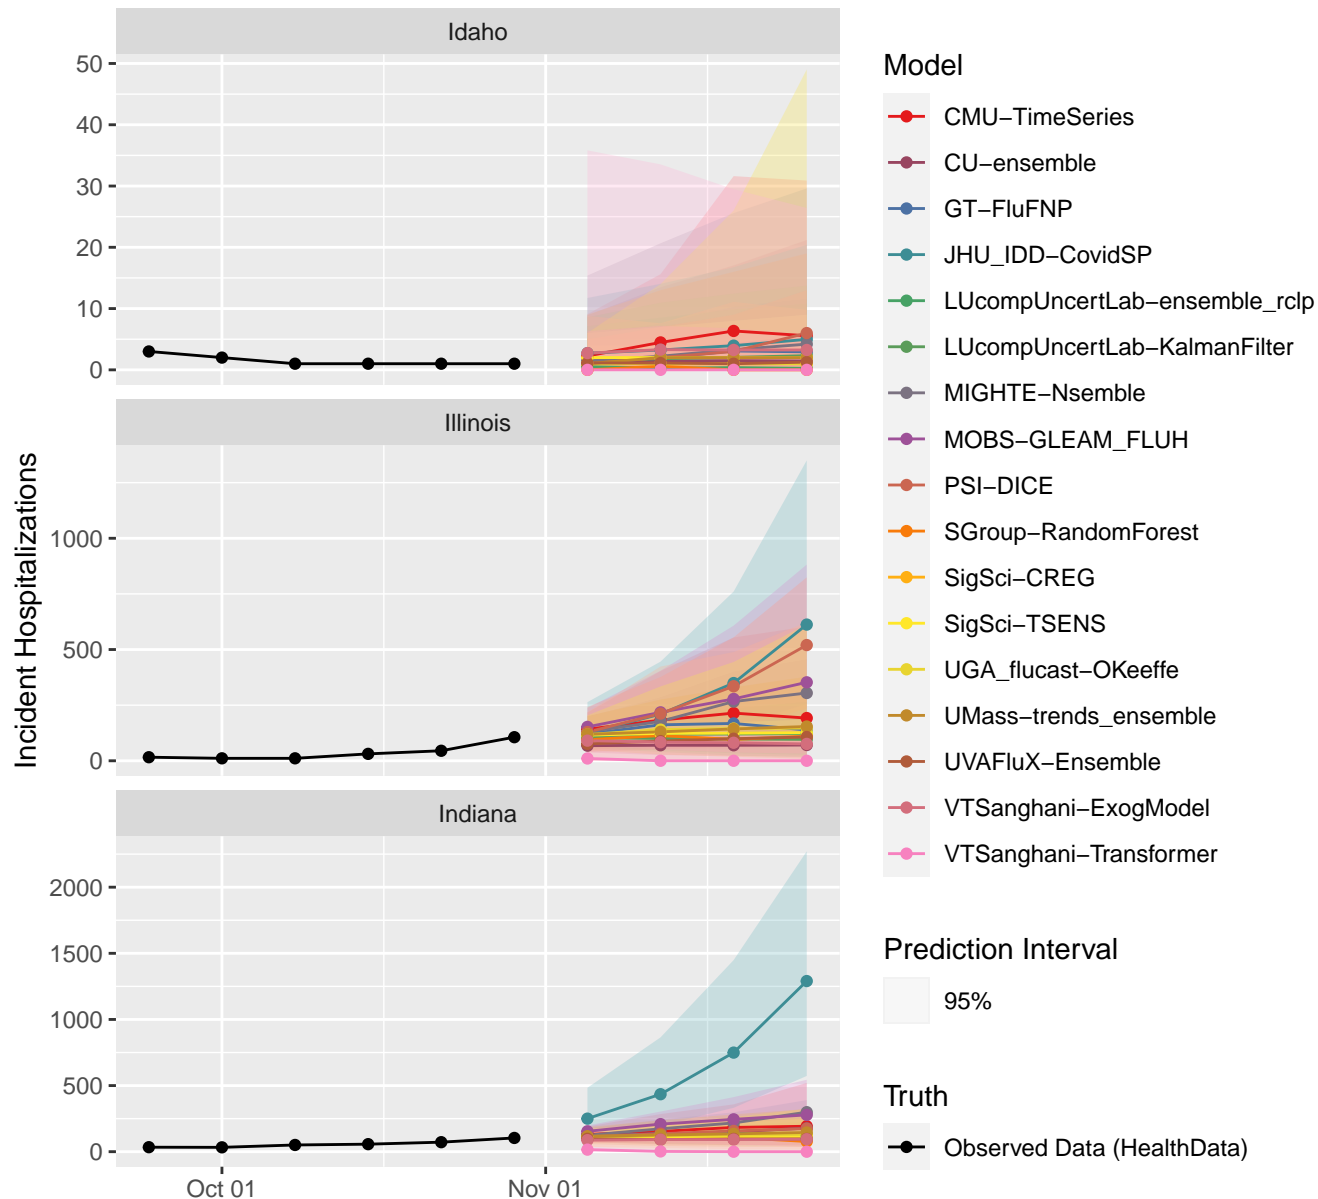 Idaho
50
40
30
20
10
0
Illinois
1000
500
0
Indiana
2000
1500
1000
500
0
Oct 01
Nov 01
Incident Hospitalizations
Model
CMU−TimeSeries
CU−ensemble
GT−FluFNP
JHU_IDD−CovidSP
LUcompUncertLab−ensemble_rclp
LUcompUncertLab−KalmanFilter
MIGHTE−Nsemble
MOBS−GLEAM_FLUH
PSI−DICE
SGroup−RandomForest
SigSci−CREG
SigSci−TSENS
UGA_flucast−OKeeffe
UMass−trends_ensemble
UVAFluX−Ensemble
VTSanghani−ExogModel
VTSanghani−Transformer
Prediction Interval
95%
Truth
Observed Data (HealthData)